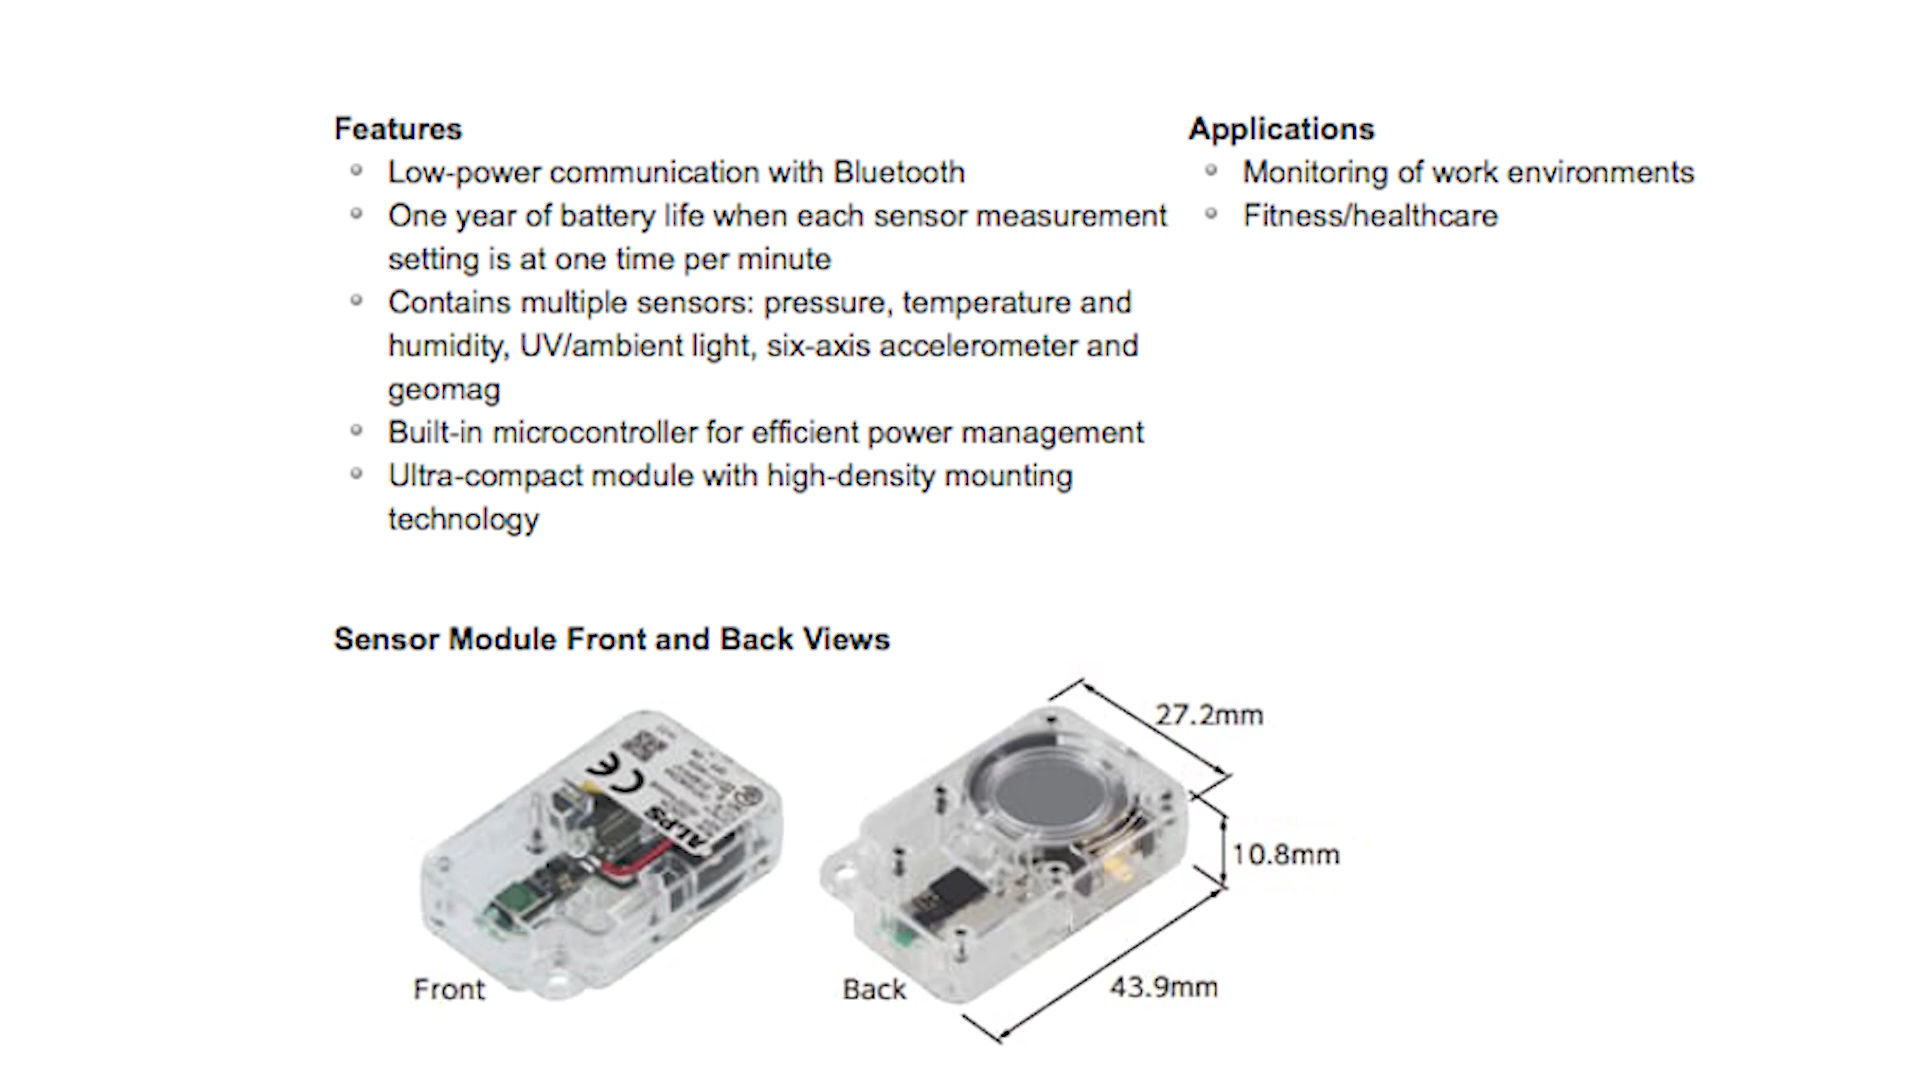 Features
Low-power communication with Bluetooth
One year of battery life when each sensor measurement
setting is at one time per minute
Contains multiple sensors: pressure, temperature and
humidity, UV/ambient light, six-axis accelerometer and
geomag
Built-in microcontroller for efficient power management
Ultra-compact module with high-density mounting
technology
Applications
Monitoring of work environments
Fitness/healthcare
Sensor Module Front and Back Views
27.2mm
10.8mm
43.9mm
CE
ALPS
Front
Back